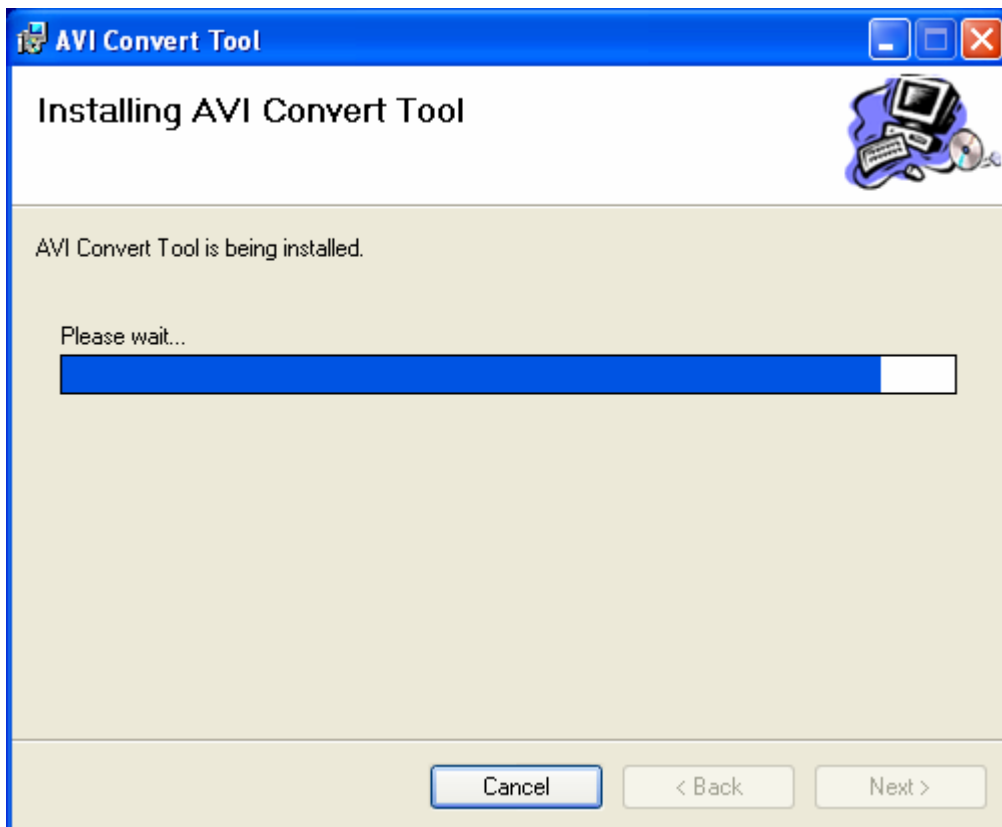 AVI Convert Tool
Installing AVI Convert Tool
AVI Convert Tool is being installed.
Please wait...
Cancel
< Back
Next >